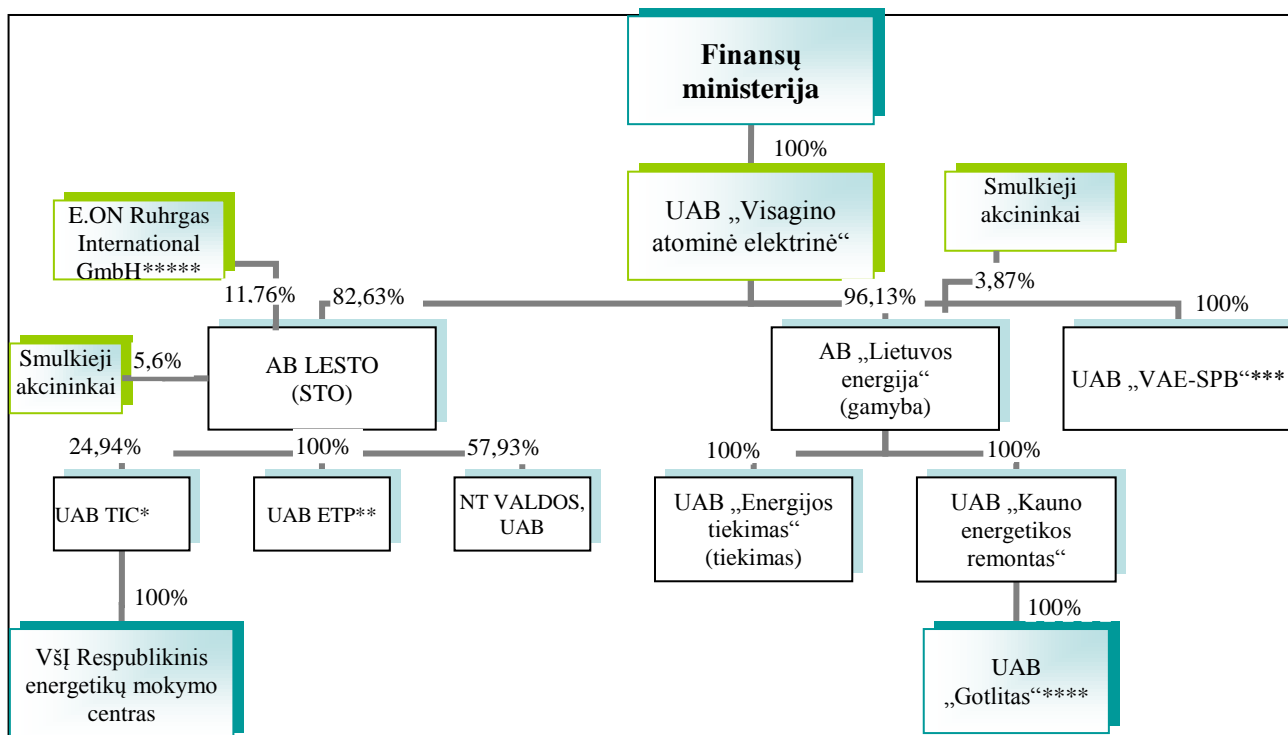 Finansų
ministerija
100%
E.ON Ruhrgas
International
GmbH*****
UAB „Visagino
atominė elektrinė“
Smulkieji
akcininkai
11,76%
82,63%
96,13%
3,87%
100%
Smulkieji
akcininkai
5,6%
AB LESTO
(STO)
AB „Lietuvos
energija“
(gamyba)
UAB „VAE-SPB“***
24,94%
100%
57,93%
100%
100%
UAB TIC*
UAB ETP**
NT VALDOS,
UAB
UAB „Energijos
tiekimas“
(tiekimas)
UAB „Kauno
energetikos
remontas“
100%
100%
VšĮ Respublikinis
energetikų mokymo
centras
UAB
„Gotlitas“****